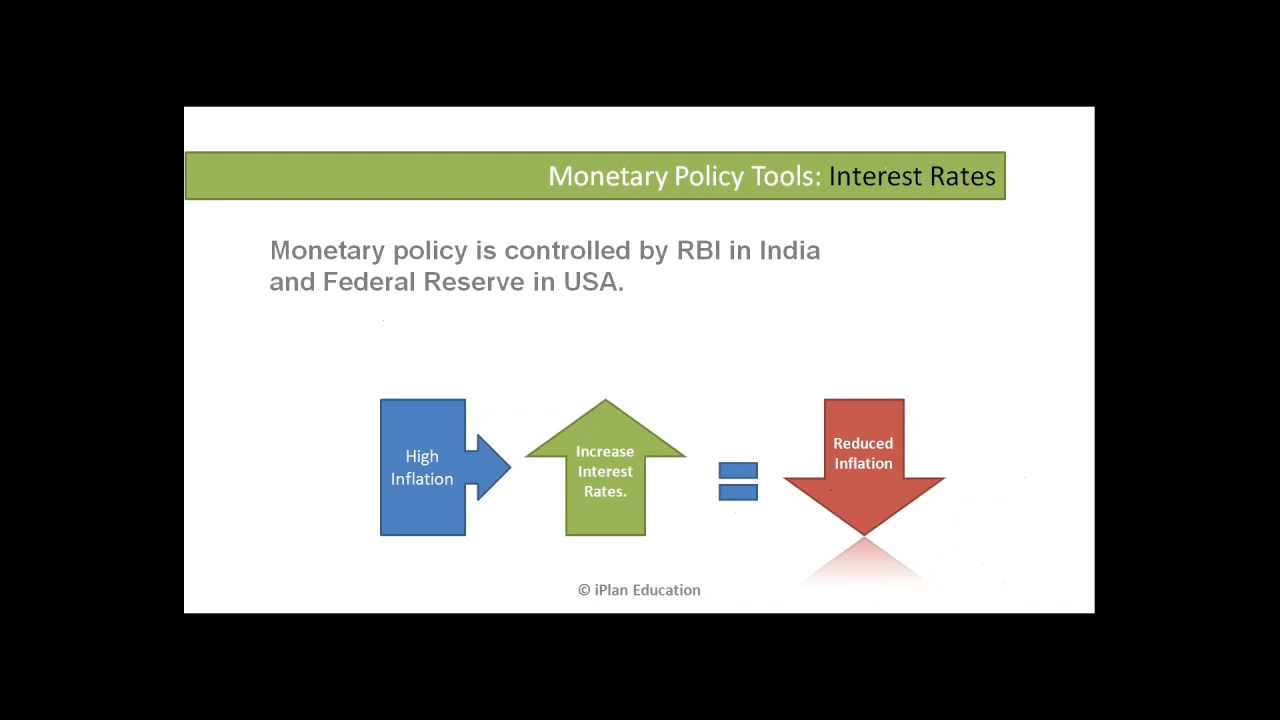 Monetary Policy Tools: Interest Rates
Monetary policy is controlled by RBI in India
and Federal Reserve in USA.
High
Inflation
Increase
Interest
Rates.
Reduced
Inflation
© iPlan Education